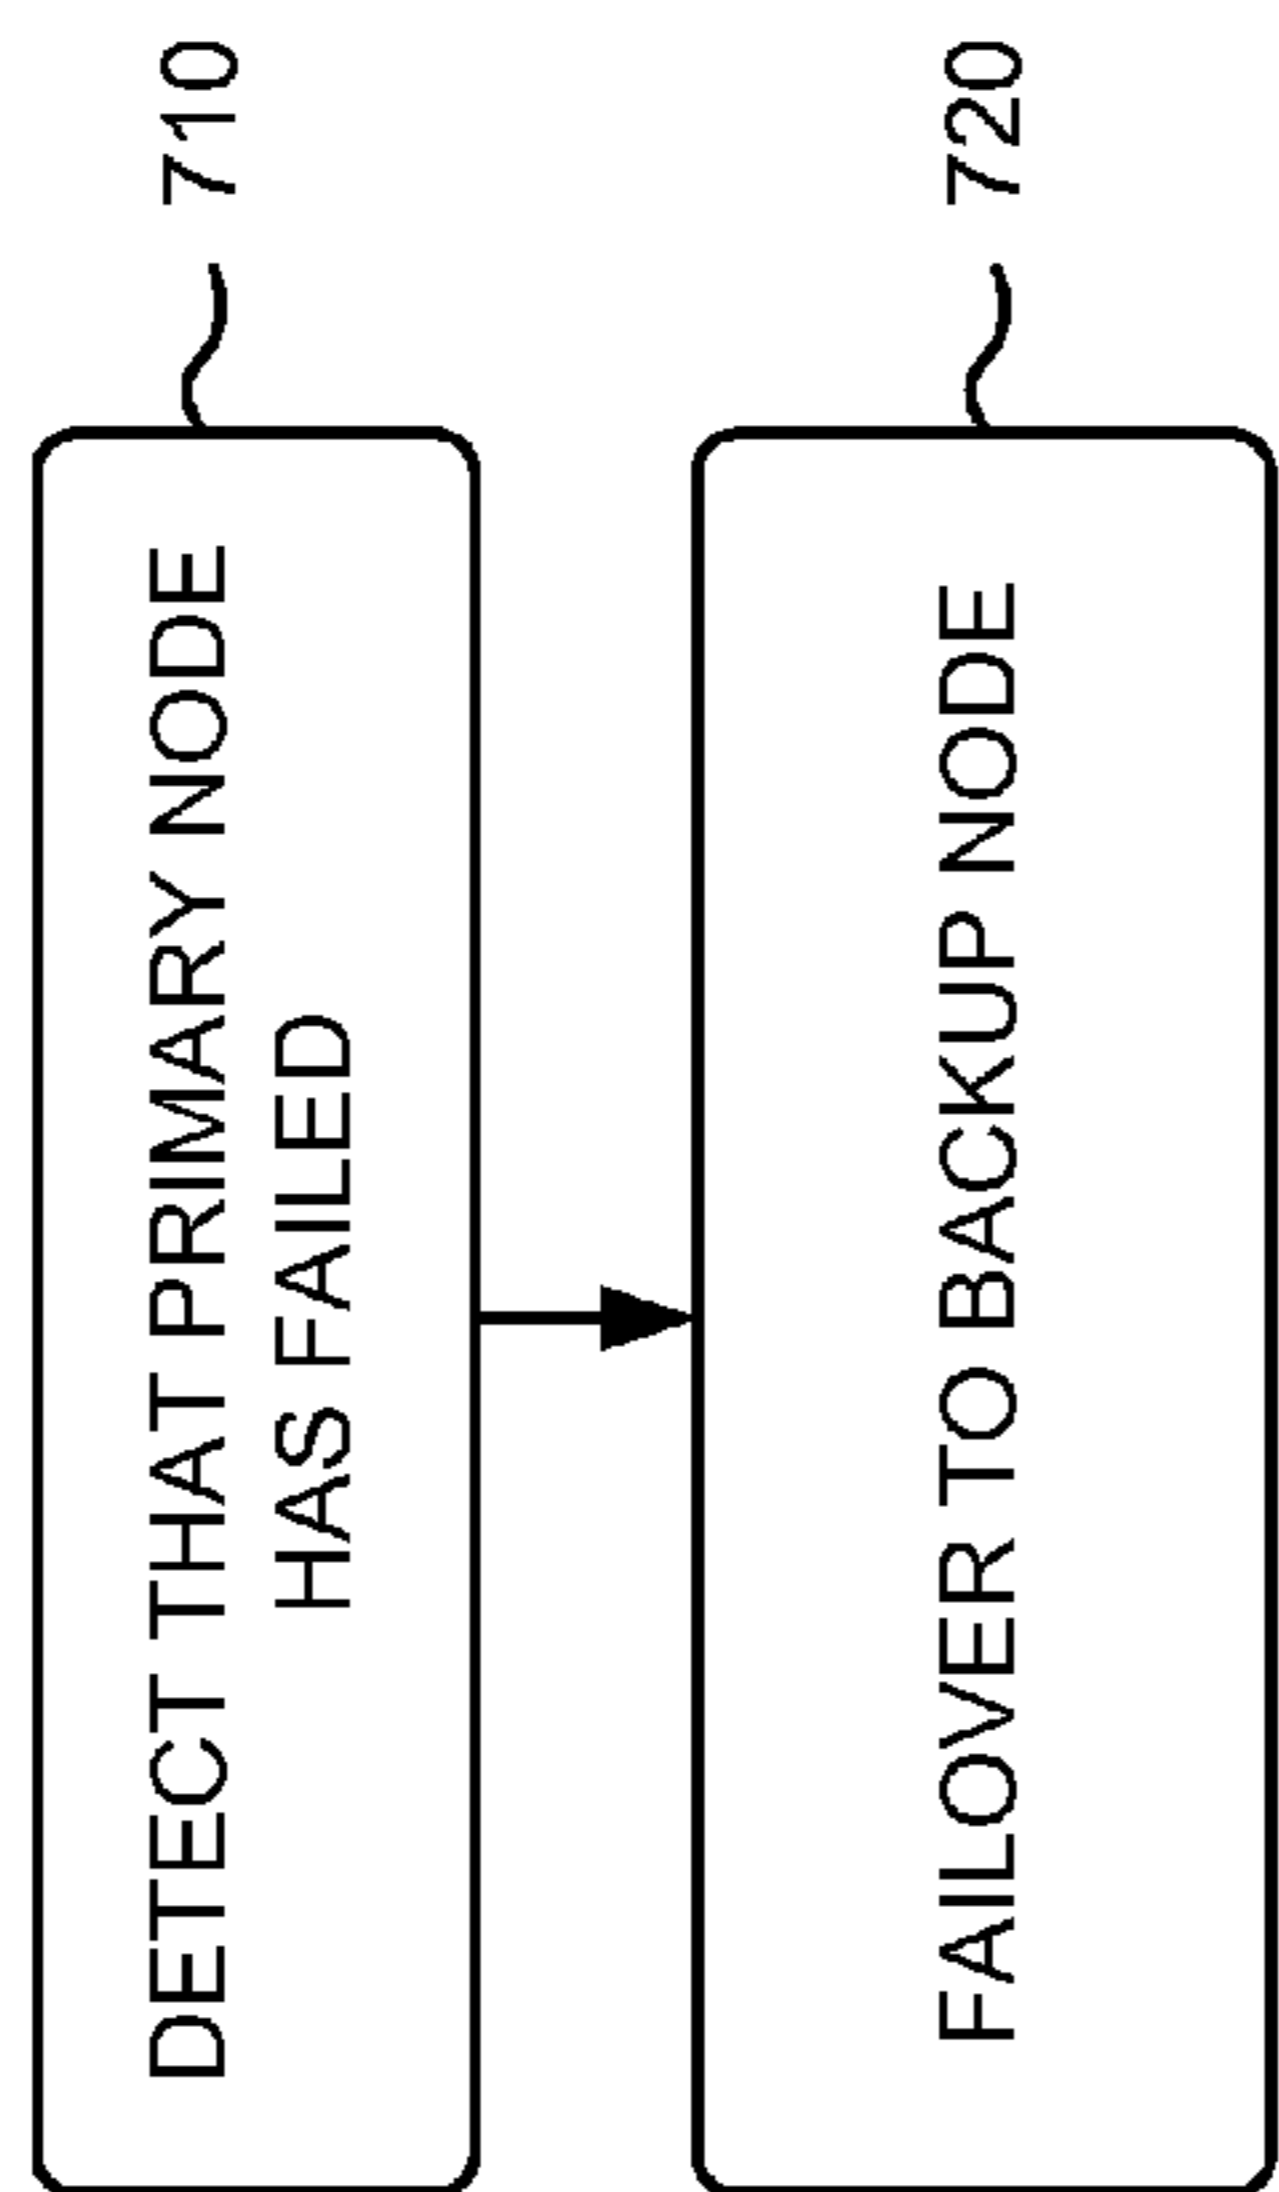 DETECT THAT PRIMARY NODE
HAS FAILED
710
FAILOVER TO BACKUP NODE
720